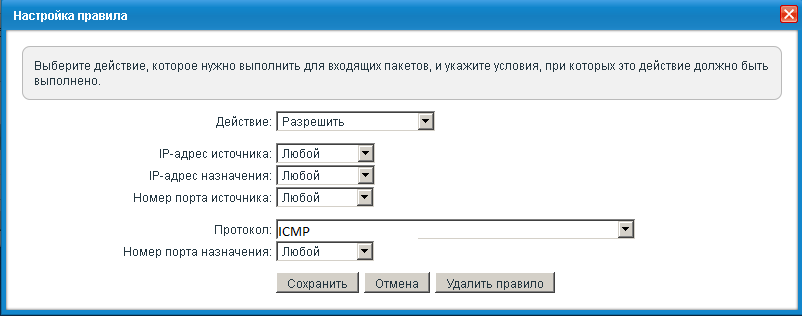 Настройка правила
Выберите действие, которое нужно выполнить для входящих пакетов, и укажите условия, при которых это действие должно быть
выполнено.
Действие: Разрешить
IP-адрес источника: Любой
IP-адрес назначения: Любой
Номер порта источника: Любой
Протокол: ICMP
Номер порта назначения: Любой
Сохранить Отмена Удалить правило